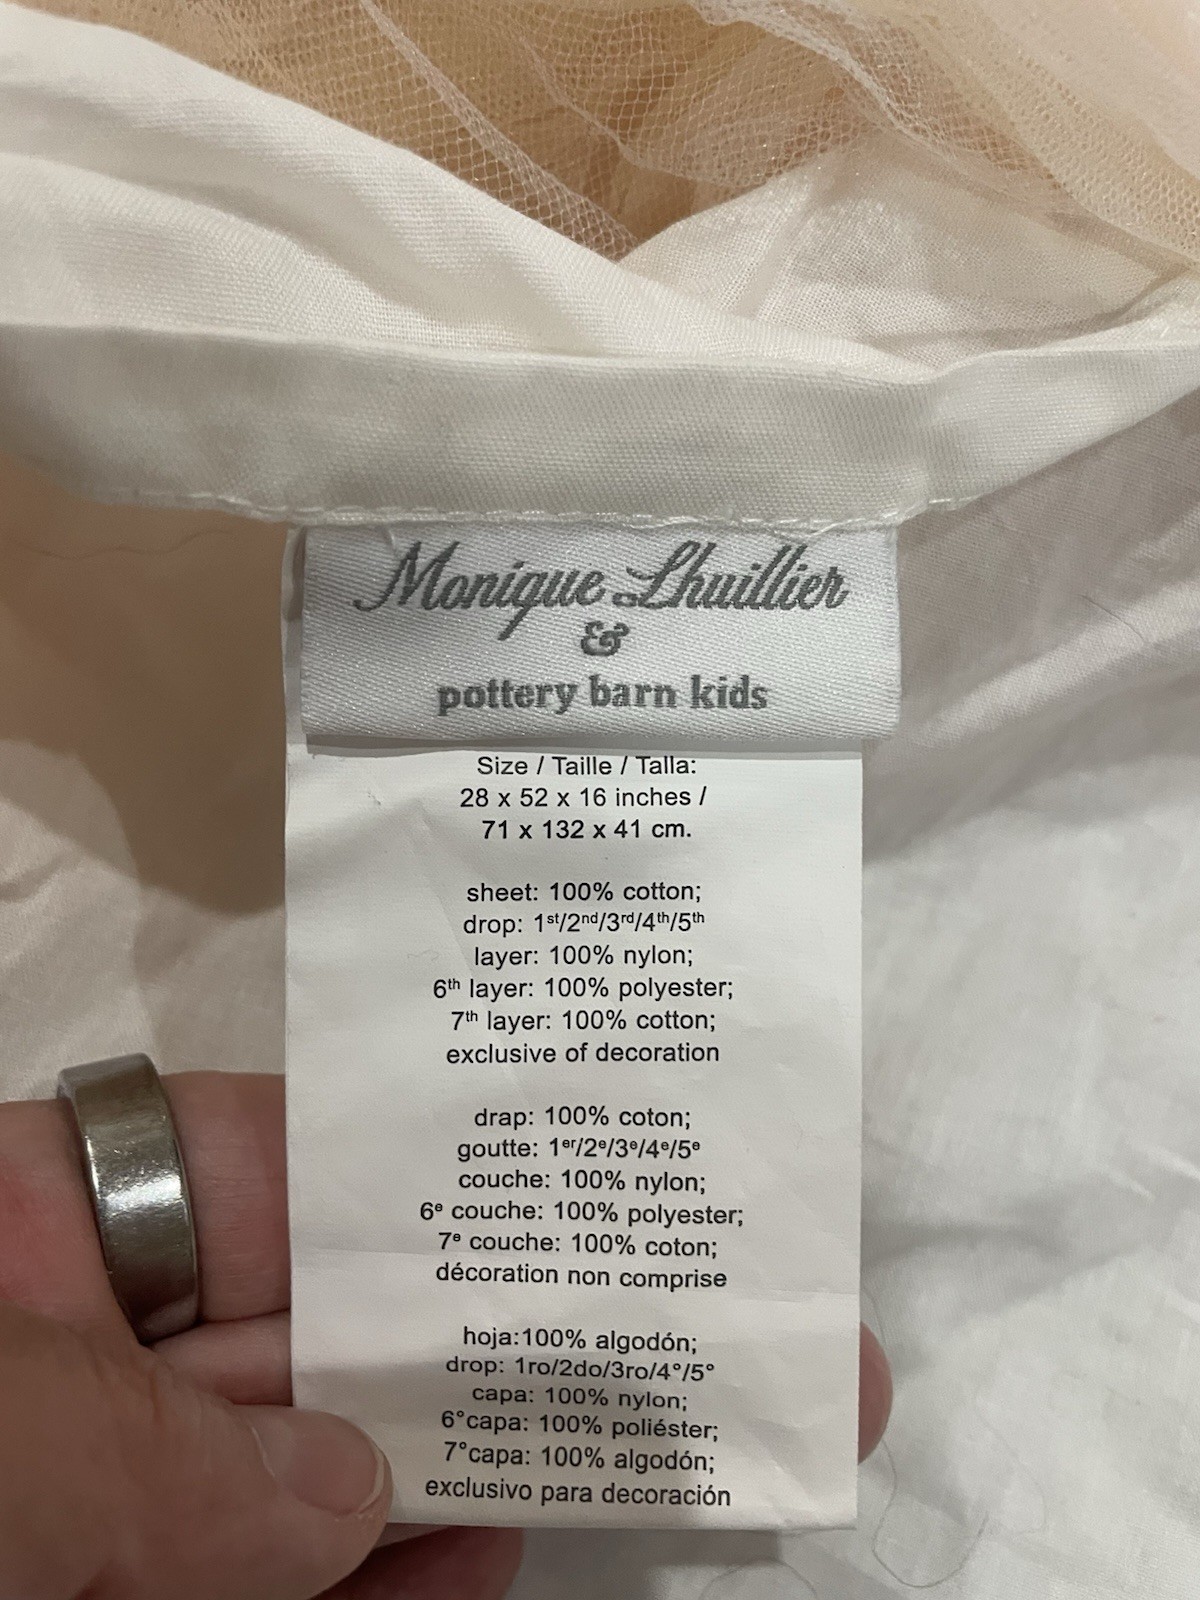 Monique Lhuillier
&
pottery barn kids
Size / Taille / Talla:
28 x 52 x 16 inches /
71 x 132 x 41 cm.
sheet: 100% cotton;
drop: 1st/2nd/3rd/4th/5th
layer: 100% nylon;
6th layer: 100% polyester;
7th layer: 100% cotton;
exclusive of decoration
drap: 100% coton;
goutte: 1er/2e/3e/4e/5e
couche: 100% nylon;
6e couche: 100% polyester;
7e couche: 100% coton;
décoration non comprise
hoja:100% algodón;
drop: 1ro/2do/3ro/4°/5°
capa: 100% nylon;
6°capa: 100% poliéster;
7°capa: 100% algodón;
exclusivo para decoración